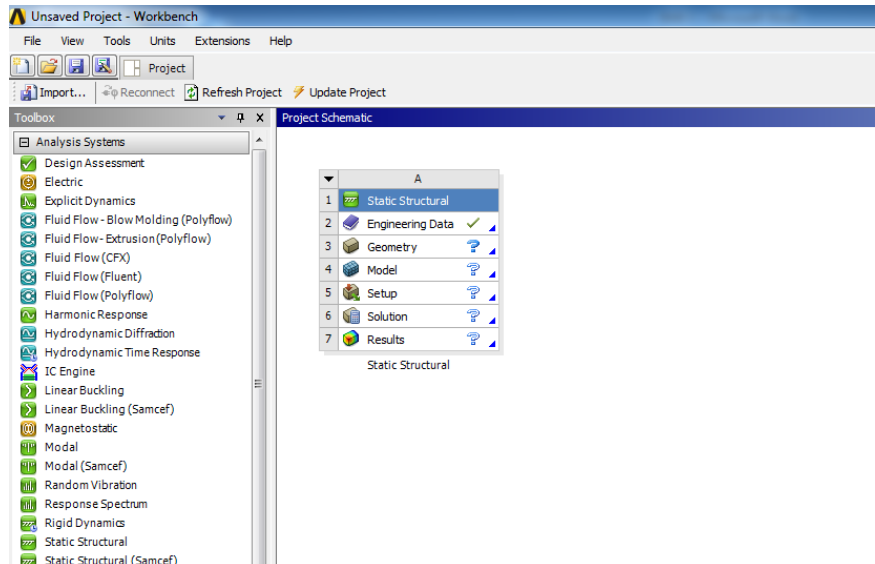 Unsaved Project - Workbench
File View Tools Units Extensions Help
Project
Import... Reconnect Refresh Project Update Project
Toolbox
Project Schematic
Analysis Systems
Design Assessment
Electric
Explicit Dynamics
Fluid Flow - Blow Molding (Polyflow)
Fluid Flow - Extrusion (Polyflow)
Fluid Flow (CFX)
Fluid Flow (Fluent)
Fluid Flow (Polyflow)
Harmonic Response
Hydrodynamic Diffraction
Hydrodynamic Time Response
IC Engine
Linear Buckling
Linear Buckling (Samcef)
Magnetostatic
Modal
Modal (Samcef)
Random Vibration
Response Spectrum
Rigid Dynamics
Static Structural
Static Structural (Samcef)
A
1 Static Structural
2 Engineering Data
3 Geometry
4 Model
5 Setup
6 Solution
7 Results
Static Structural